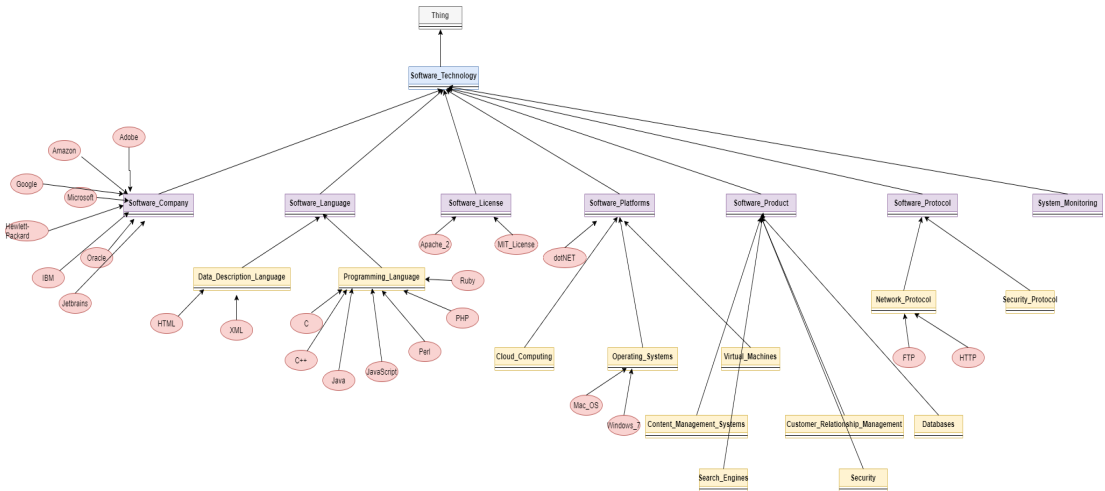 Thing
Software_Technology
Adobe
Amazon
Google
Microsoft
Software_Company
Software_Language
Software_License
Software_Platforms
Software_Product
Software_Protocol
System_Monitoring
Hewlett-
Packard
IBM
Oracle
Jetbrains
Apache_2
MIT_License
dotNET
Data_Description_Language
Programming_Language
Ruby
HTML
XML
C
C++
Java
JavaScript
Perl
PHP
Network_Protocol
Security_Protocol
FTP
HTTP
Cloud_Computing
Operating_Systems
Virtual_Machines
Mac_OS
Windows_7
Content_Management_Systems
Customer_Relationship_Management
Databases
Search_Engines
Security